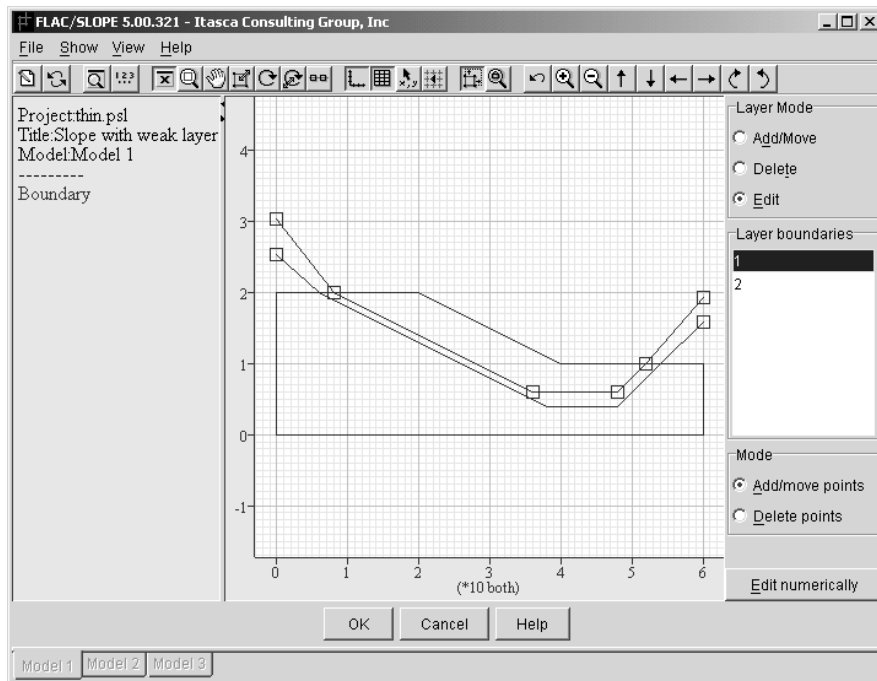 FLAC/SLOPE 5.00.321 - Itasca Consulting Group, Inc
File Show View Help
1,2,3
x,y
Project:thin.psl
Title:Slope with weak layer
Model:Model 1
---------
Boundary
4
3
2
1
0
-1
0 1 2 3 4 5 6
(*10 both)
Layer Mode
Add/Move
Delete
Edit
Layer boundaries
1
2
Mode
Add/move points
Delete points
Edit numerically
OK Cancel Help
Model 1 Model 2 Model 3